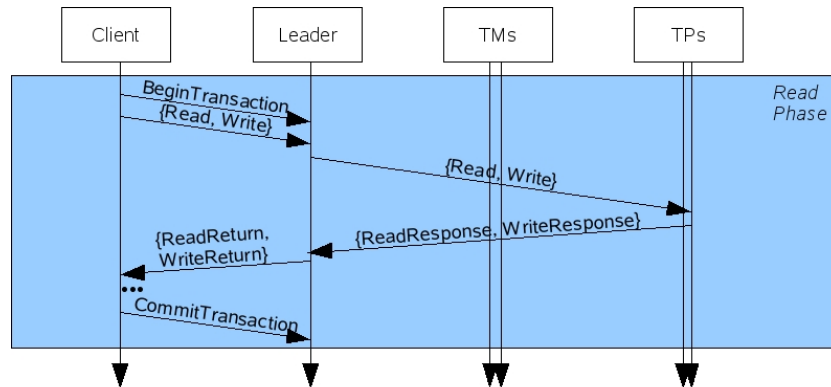 Client
Leader
TMs
TPs
Read
Phase
BeginTransaction
{Read, Write}
{Read, Write}
{ReadResponse, WriteResponse}
{ReadReturn,
WriteReturn}
...
CommitTransaction